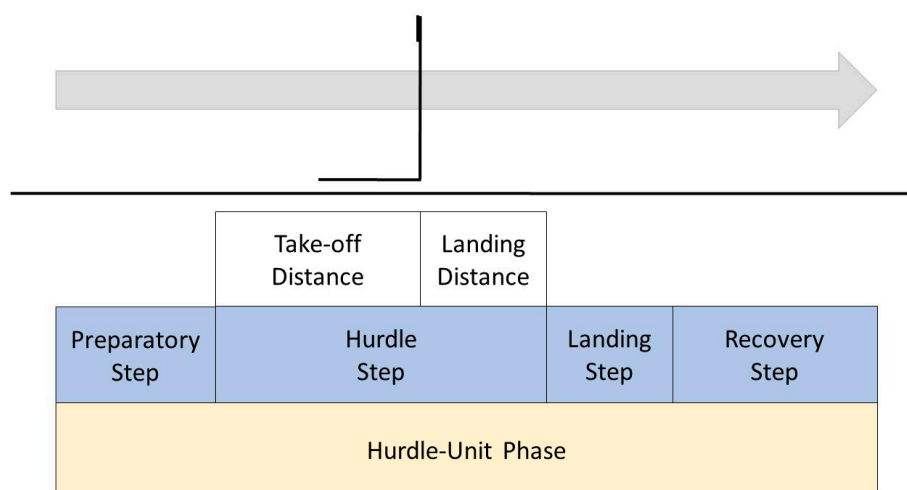 Take-off
Distance
Landing
Distance
Preparatory
Step
Hurdle
Step
Landing
Step
Recovery
Step
Hurdle-Unit Phase